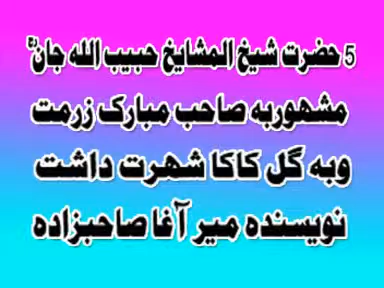 5 حضرت شیخ المشایخ حبیب الله جانؒ
مشهوربه صاحب مبارک زرمت
وبه گل کاکا شهرت داشت
نویسنده میر آغا صاحبزاده